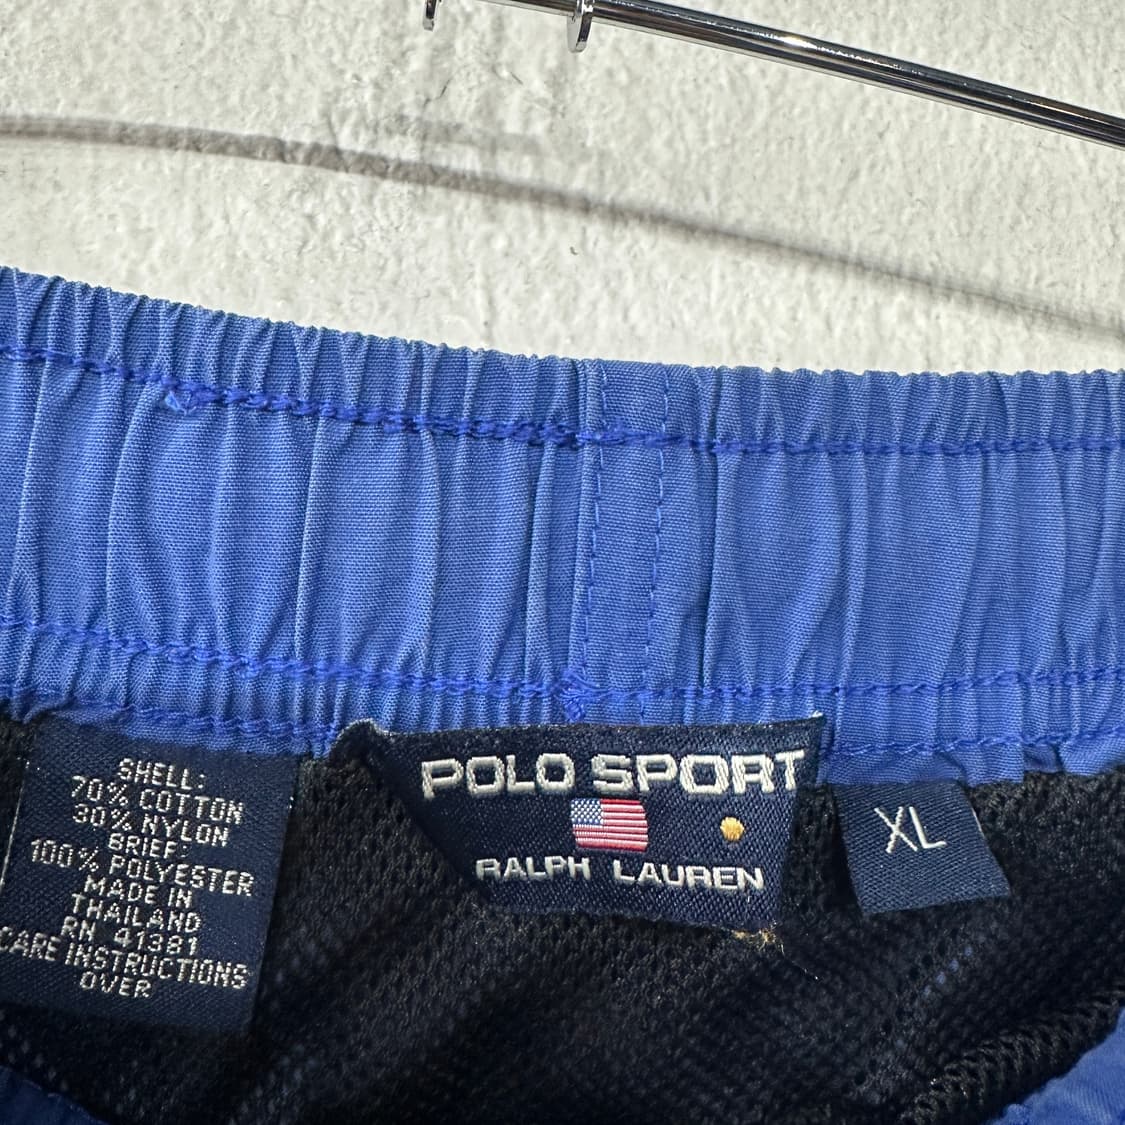 SHELL:
70% COTTON
30% NYLON
BRIEF:
100% POLYESTER
MADE IN
THAILAND
RN 41381
CARE INSTRUCTIONS
OVER
POLO SPORT
RALPH LAUREN
XL